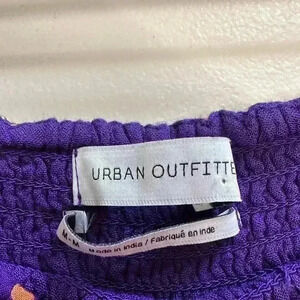 URBAN OUTFITTE
M • M Made in India / Fabriqué en Inde